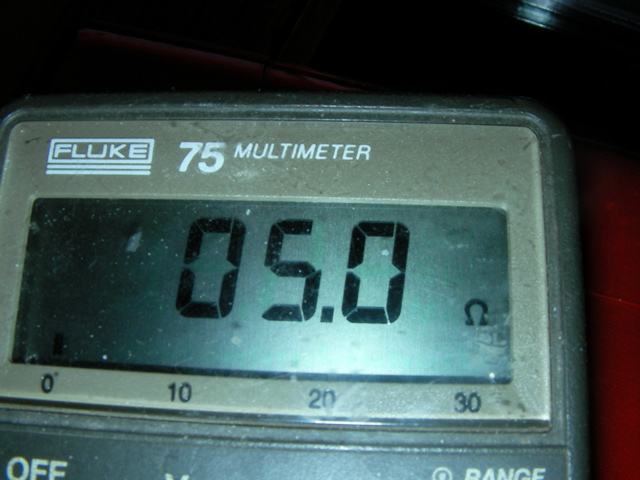 FLUKE 75 MULTIMETER
05.0 Ω
0 10 20 30
OFF V RANGE